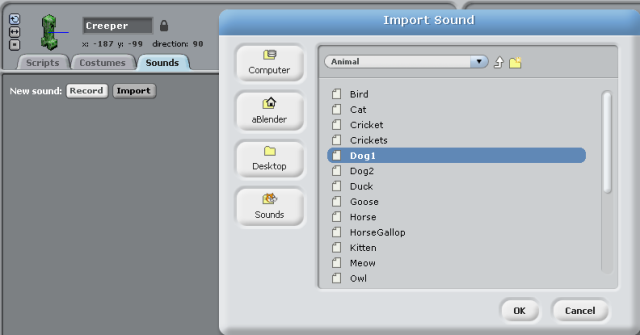 Creeper
x: -187 y: -99 direction: 90
Scripts Costumes Sounds
New sound: Record Import
Import Sound
Computer
aBlender
Desktop
Sounds
Animal
Bird
Cat
Cricket
Crickets
Dog1
Dog2
Duck
Goose
Horse
HorseGallop
Kitten
Meow
Owl
OK Cancel